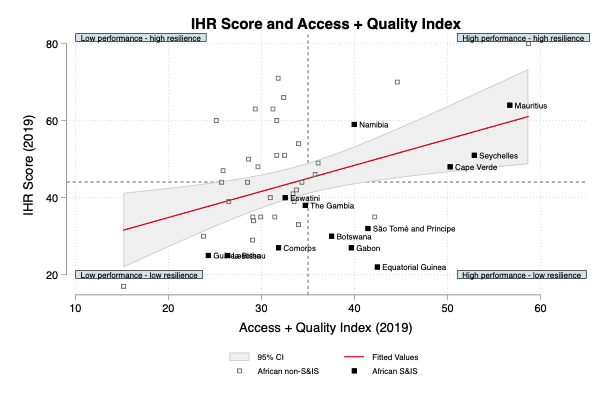 IHR Score and Access + Quality Index
Low performance - high resilience
High performance - high resilience
80
60
40
20
IHR Score (2019)
Mauritius
Namibia
Seychelles
Cape Verde
Eswatini
The Gambia
São Tomé and Principe
Botswana
Comoros
Gabon
Equatorial Guinea
Low performance - low resilience
High performance - low resilience
10 20 30 40 50 60
Access + Quality Index (2019)
95% CI
Fitted Values
African non-S&IS
African S&IS